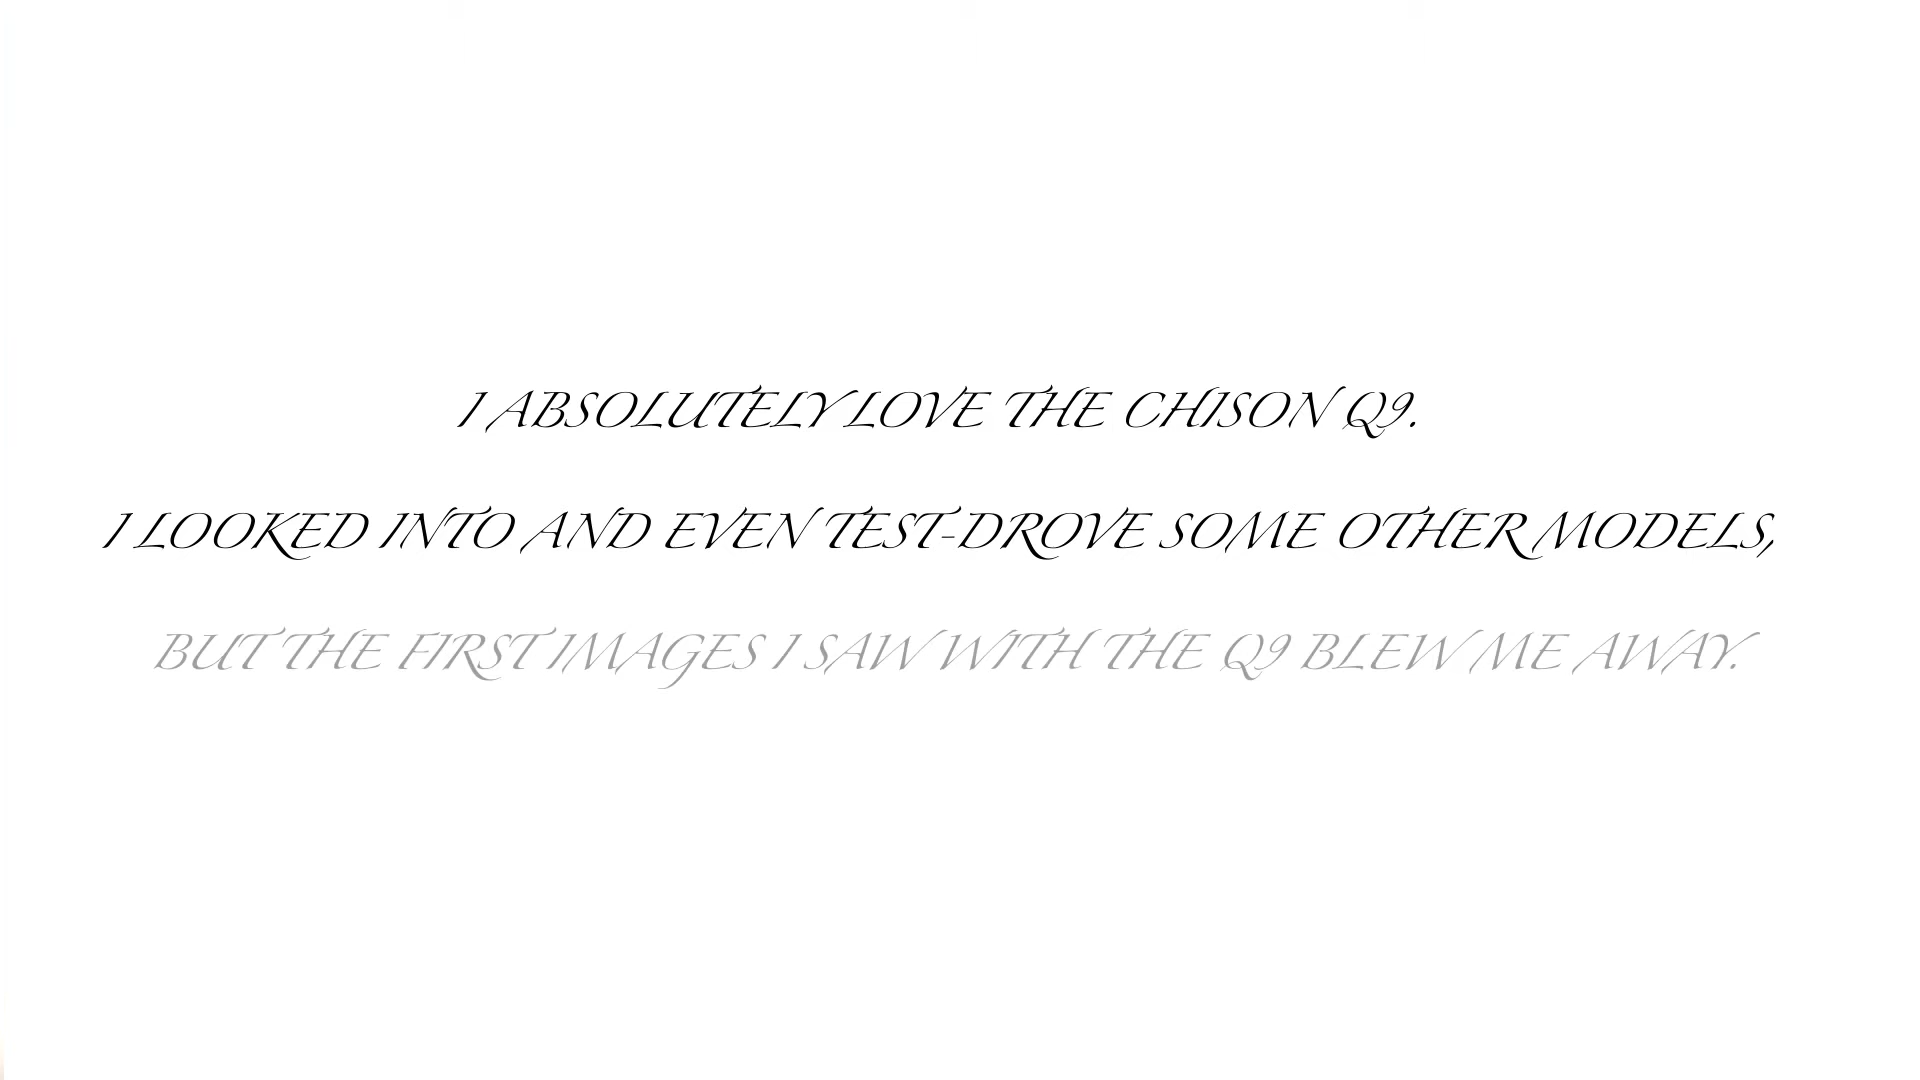 I ABSOLUTELY LOVE THE CHISON Q9.
I LOOKED INTO AND EVEN TEST-DROVE SOME OTHER MODELS,
BUT THE FIRST IMAGES I SAW WITH THE Q9 BLEW ME AWAY.